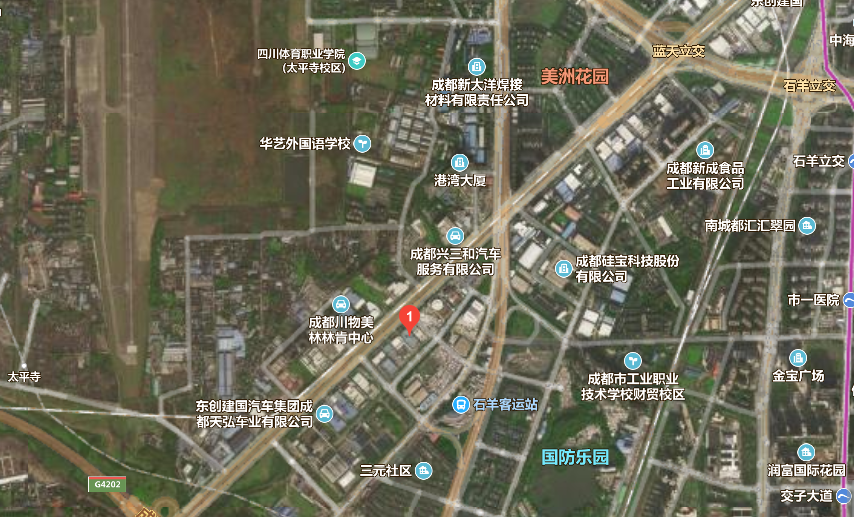 东创建国
中海
蓝天立交
四川体育职业学院
(太平寺校区)
成都新大洋焊接
材料有限责任公司
美洲花园
石羊立交
华艺外国语学校
港湾大厦
成都新成食品
工业有限公司
石羊立交
南城都汇汇翠园
成都兴三和汽车
服务有限公司
成都硅宝科技股份
有限公司
市一医院
成都川物美
林林肯中心
1
太平寺
成都市工业职业
技术学校财贸校区
金宝广场
东创建国汽车集团成
都天弘车业有限公司
石羊客运站
国防乐园
三元社区
润富国际花园
G4202
成
交子大道